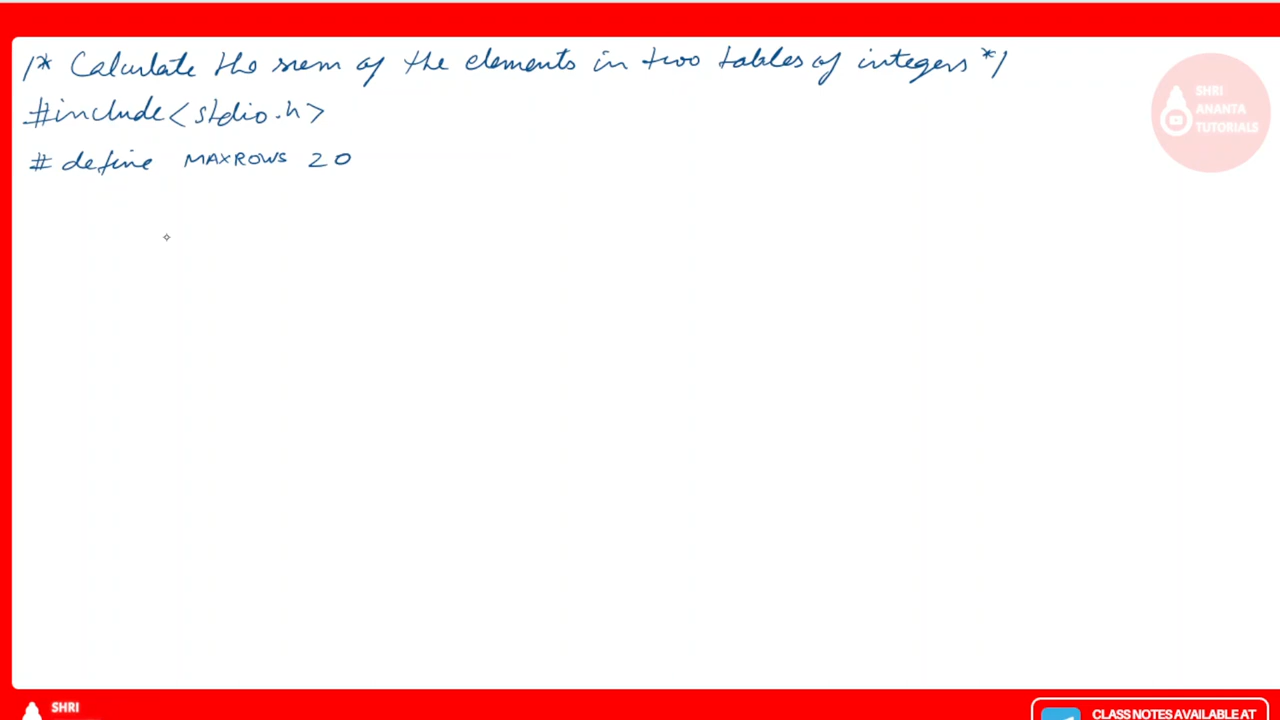 /* Calculate the sum of the elements in two tables of integers */
#include<stdio.h>
# define MAXROWS 20
SHRI
ANANTA
TUTORIALS
SHRI
CLASS NOTES AVAILABLE AT